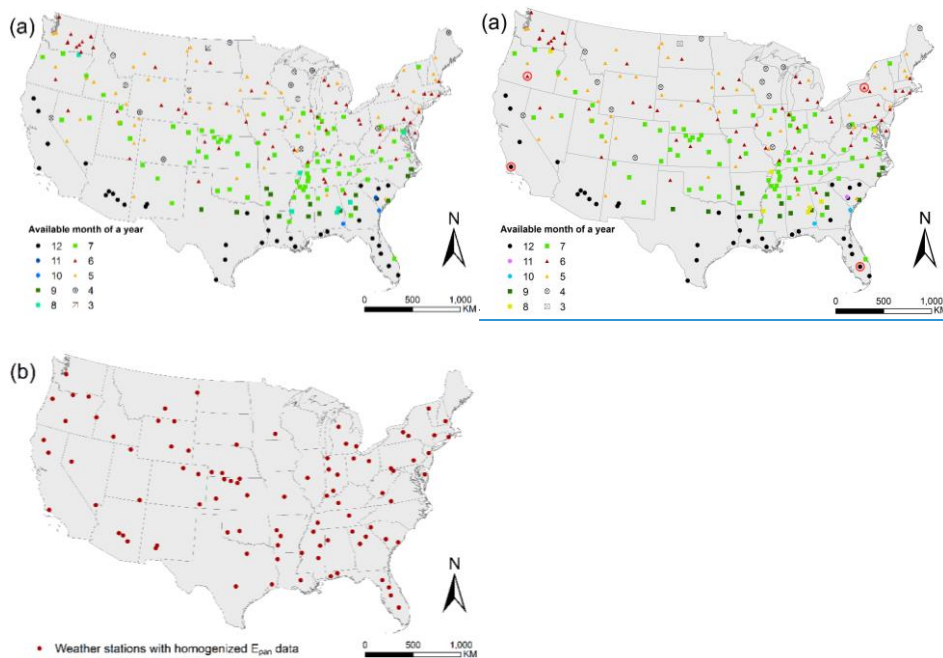 (a)
N
Available month of a year
12 7
11 6
10 5
9 4
8 3
0 500 1,000
KM
(a)
N
Available month of a year
12 7
11 6
10 5
9 4
8 3
0 500 1,000
KM
(b)
N
Weather stations with homogenized Epan data
0 500 1,000
KM